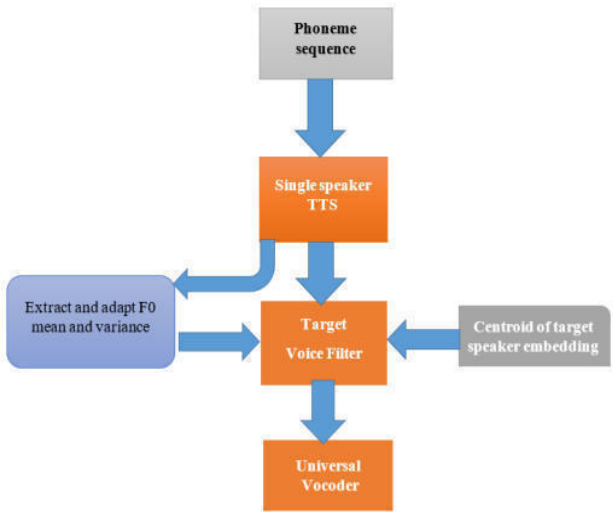 Phoneme
sequence
Single speaker
TTS
Extract and adapt F0
mean and variance
Target
Voice Filter
Centroid of target
speaker embedding
Universal
Vocoder